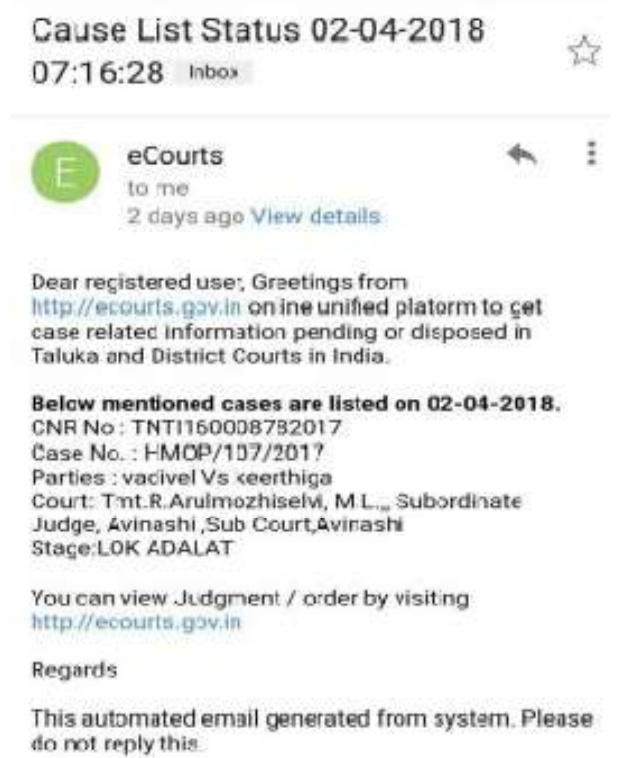 Cause List Status 02-04-2018
07:16:28 Inbox
E
eCourts
to me
2 days ago View details
Dear registered user, Greetings from
http://ecourts.gov.in online unified platorm to get
case related information pending or disposed in
Taluka and District Courts in India.
Below mentioned cases are listed on 02-04-2018.
CNR No : TNTI160008782017
Case No. : HMOP/107/2017
Parties : vadivel Vs keerthiga
Court: Tmt.R.Arulmozhiselvi, M.L.,, Subordinate
Judge, Avinashi ,Sub Court,Avinashi
Stage:LOK ADALAT
You can view Judgment / order by visiting
http://ecourts.gov.in
Regards
This automated email generated from system. Please
do not reply this.